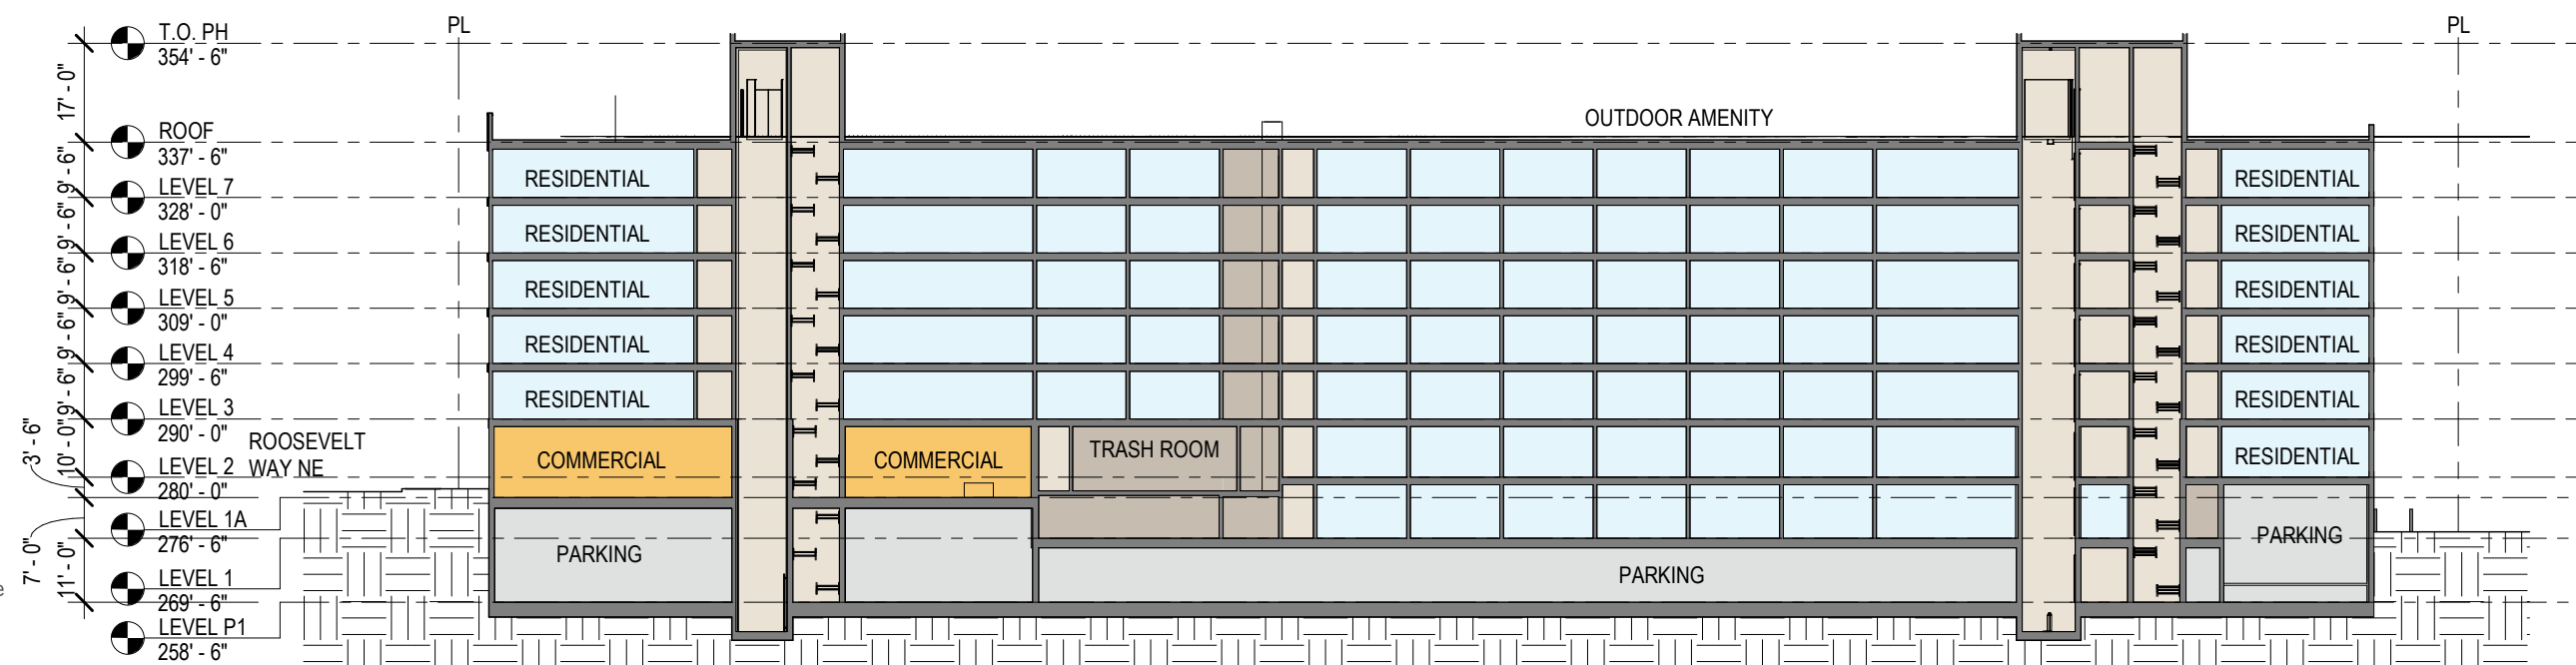 PL
PL
T.O. PH
354' - 6"
17' - 0"
OUTDOOR AMENITY
ROOF
337' - 6"
9' - 6"
RESIDENTIAL
RESIDENTIAL
LEVEL 7
328' - 0"
9' - 6"
RESIDENTIAL
RESIDENTIAL
LEVEL 6
318' - 6"
9' - 6"
RESIDENTIAL
RESIDENTIAL
LEVEL 5
309' - 0"
9' - 6"
RESIDENTIAL
RESIDENTIAL
LEVEL 4
299' - 6"
9' - 6"
RESIDENTIAL
RESIDENTIAL
LEVEL 3
290' - 0"
10' - 0"
3' - 6"
ROOSEVELT
WAY NE
COMMERCIAL
COMMERCIAL
TRASH ROOM
RESIDENTIAL
LEVEL 2
280' - 0"
LEVEL 1A
276' - 6"
7' - 0"
11' - 0"
PARKING
PARKING
PARKING
LEVEL 1
269' - 6"
LEVEL P1
258' - 6"